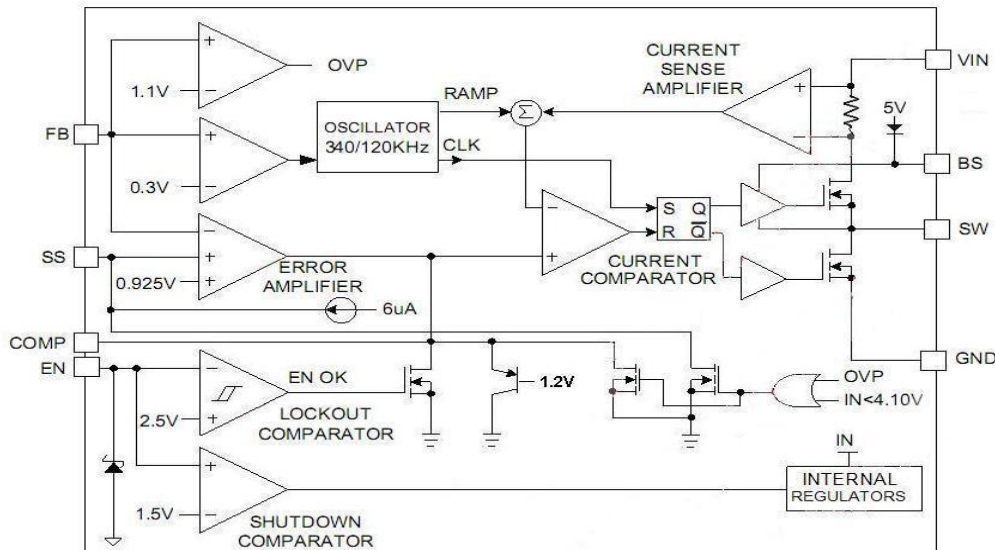 OVP
1.1V
FB
0.3V
OSCILLATOR
340/120KHz
RAMP
CLK
Σ
CURRENT
SENSE
AMPLIFIER
VIN
5V
BS
SW
GND
S Q
R Q
CURRENT
COMPARATOR
SS
0.925V
ERROR
AMPLIFIER
6uA
COMP
EN
EN OK
2.5V
LOCKOUT
COMPARATOR
1.2V
OVP
IN<4.10V
IN
INTERNAL
REGULATORS
1.5V
SHUTDOWN
COMPARATOR